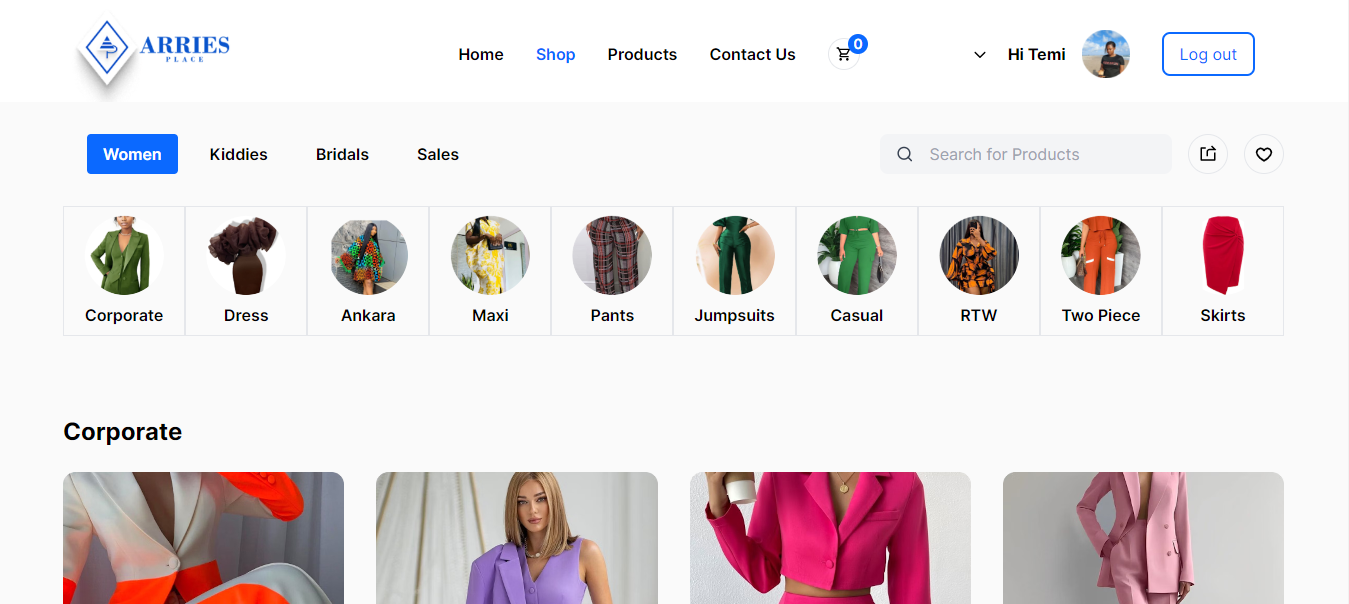 ARRIES
PLACE
Home
Shop
Products
Contact Us
0
Hi Temi
Log out
Women
Kiddies
Bridals
Sales
Search for Products
Corporate
Dress
Ankara
Maxi
Pants
Jumpsuits
Casual
RTW
Two Piece
Skirts
Corporate